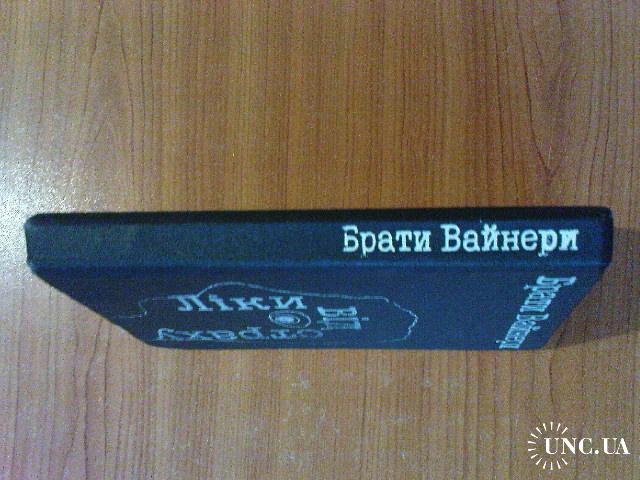 Брати Вайнери
Брати Вайнери
Ліки
від
страху
UNC.UA